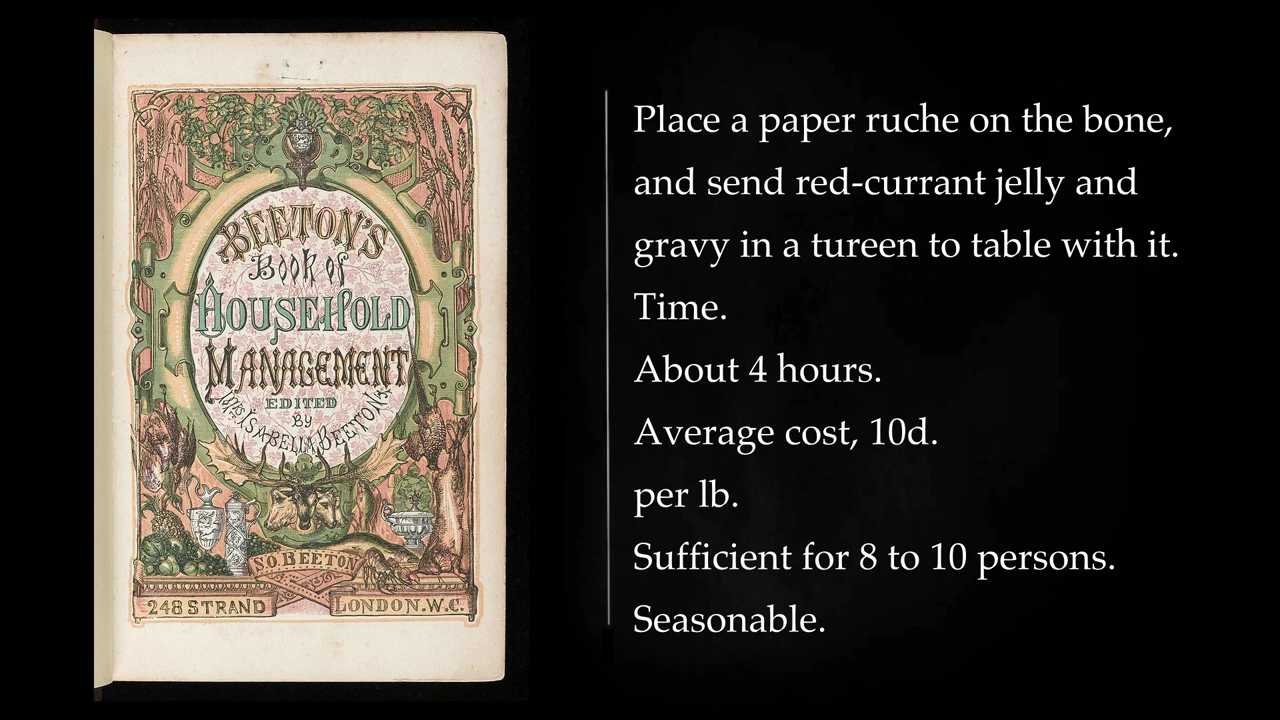 BEETON'S
Book of
HOUSEHOLD
MANAGEMENT
EDITED
BY
MRS ISABELLA BEETON
S.O. BEETON
248 STRAND
LONDON. W.C.
Place a paper ruche on the bone,
and send red-currant jelly and
gravy in a tureen to table with it.
Time.
About 4 hours.
Average cost, 10d.
per lb.
Sufficient for 8 to 10 persons.
Seasonable.